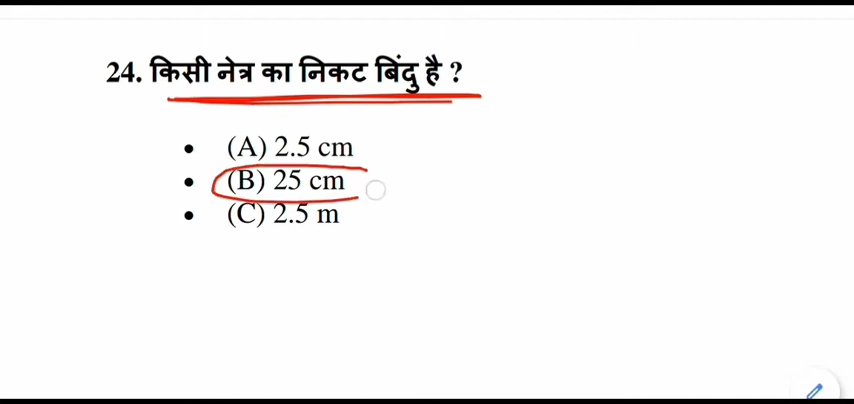 24. किसी नेत्र का निकट बिंदु है ?
• (A) 2.5 cm
• (B) 25 cm
• (C) 2.5 m